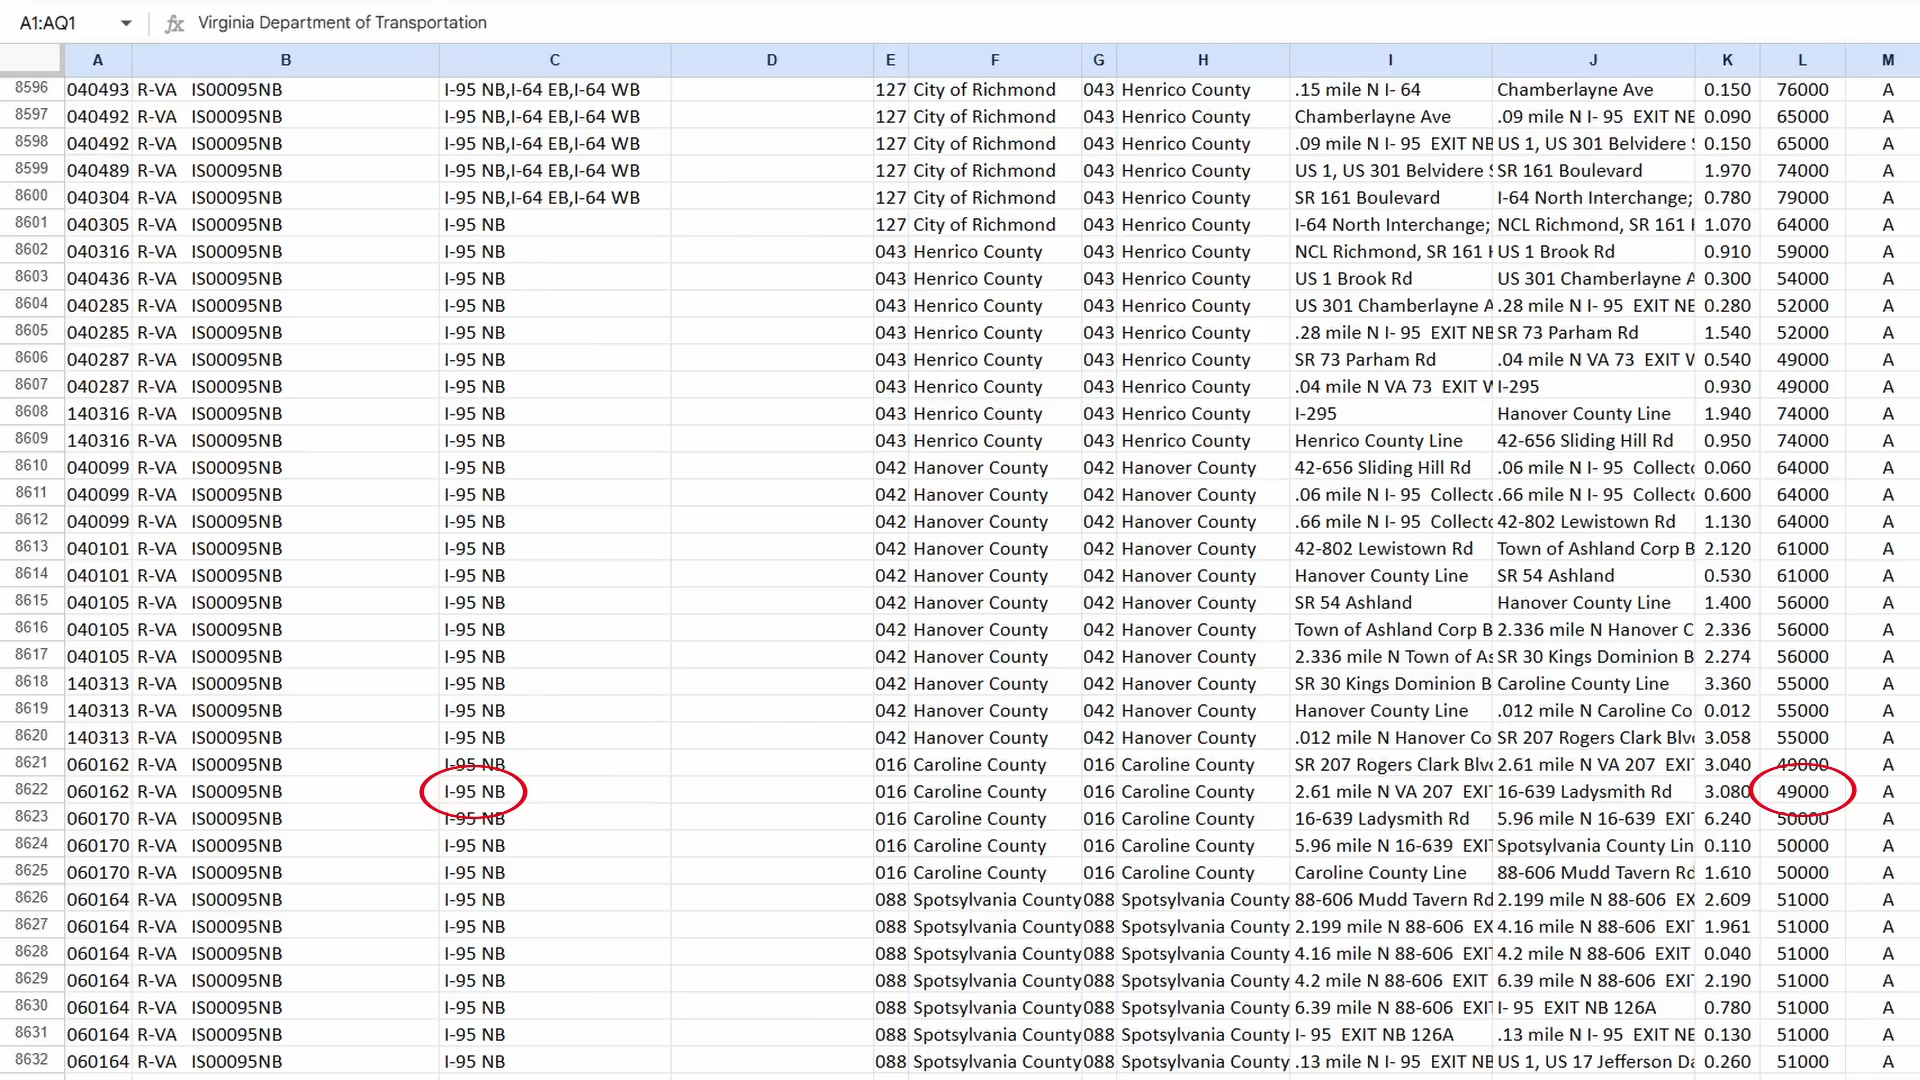 A1:AQ1 fx Virginia Department of Transportation
A B C D E F G H I J K L M
8596 040493 R-VA IS00095NB I-95 NB,I-64 EB,I-64 WB 127 City of Richmond 043 Henrico County .15 mile N I- 64 Chamberlayne Ave 0.150 76000 A
8597 040492 R-VA IS00095NB I-95 NB,I-64 EB,I-64 WB 127 City of Richmond 043 Henrico County Chamberlayne Ave .09 mile N I- 95 EXIT NE 0.090 65000 A
8598 040492 R-VA IS00095NB I-95 NB,I-64 EB,I-64 WB 127 City of Richmond 043 Henrico County .09 mile N I- 95 EXIT NB US 1, US 301 Belvidere S 0.150 65000 A
8599 040489 R-VA IS00095NB I-95 NB,I-64 EB,I-64 WB 127 City of Richmond 043 Henrico County US 1, US 301 Belvidere S SR 161 Boulevard 1.970 74000 A
8600 040304 R-VA IS00095NB I-95 NB,I-64 EB,I-64 WB 127 City of Richmond 043 Henrico County SR 161 Boulevard I-64 North Interchange; 0.780 79000 A
8601 040305 R-VA IS00095NB I-95 NB 127 City of Richmond 043 Henrico County I-64 North Interchange; NCL Richmond, SR 161 H 1.070 64000 A
8602 040316 R-VA IS00095NB I-95 NB 043 Henrico County 043 Henrico County NCL Richmond, SR 161 H US 1 Brook Rd 0.910 59000 A
8603 040436 R-VA IS00095NB I-95 NB 043 Henrico County 043 Henrico County US 1 Brook Rd US 301 Chamberlayne A 0.300 54000 A
8604 040285 R-VA IS00095NB I-95 NB 043 Henrico County 043 Henrico County US 301 Chamberlayne A .28 mile N I- 95 EXIT NE 0.280 52000 A
8605 040285 R-VA IS00095NB I-95 NB 043 Henrico County 043 Henrico County .28 mile N I- 95 EXIT NB SR 73 Parham Rd 1.540 52000 A
8606 040287 R-VA IS00095NB I-95 NB 043 Henrico County 043 Henrico County SR 73 Parham Rd .04 mile N VA 73 EXIT W 0.540 49000 A
8607 040287 R-VA IS00095NB I-95 NB 043 Henrico County 043 Henrico County .04 mile N VA 73 EXIT W I-295 0.930 49000 A
8608 140316 R-VA IS00095NB I-95 NB 043 Henrico County 043 Henrico County I-295 Hanover County Line 1.940 74000 A
8609 140316 R-VA IS00095NB I-95 NB 043 Henrico County 043 Henrico County Henrico County Line 42-656 Sliding Hill Rd 0.950 74000 A
8610 040099 R-VA IS00095NB I-95 NB 042 Hanover County 042 Hanover County 42-656 Sliding Hill Rd .06 mile N I- 95 Collecto 0.060 64000 A
8611 040099 R-VA IS00095NB I-95 NB 042 Hanover County 042 Hanover County .06 mile N I- 95 Collecto .66 mile N I- 95 Collecto 0.600 64000 A
8612 040099 R-VA IS00095NB I-95 NB 042 Hanover County 042 Hanover County .66 mile N I- 95 Collecto 42-802 Lewistown Rd 1.130 64000 A
8613 040101 R-VA IS00095NB I-95 NB 042 Hanover County 042 Hanover County 42-802 Lewistown Rd Town of Ashland Corp B 2.120 61000 A
8614 040101 R-VA IS00095NB I-95 NB 042 Hanover County 042 Hanover County Hanover County Line SR 54 Ashland 0.530 61000 A
8615 040105 R-VA IS00095NB I-95 NB 042 Hanover County 042 Hanover County SR 54 Ashland Hanover County Line 1.400 56000 A
8616 040105 R-VA IS00095NB I-95 NB 042 Hanover County 042 Hanover County Town of Ashland Corp B 2.336 mile N Hanover C 2.336 56000 A
8617 040105 R-VA IS00095NB I-95 NB 042 Hanover County 042 Hanover County 2.336 mile N Town of As SR 30 Kings Dominion B 2.274 56000 A
8618 140313 R-VA IS00095NB I-95 NB 042 Hanover County 042 Hanover County SR 30 Kings Dominion B Caroline County Line 3.360 55000 A
8619 140313 R-VA IS00095NB I-95 NB 042 Hanover County 042 Hanover County Hanover County Line .012 mile N Caroline Co 0.012 55000 A
8620 140313 R-VA IS00095NB I-95 NB 042 Hanover County 042 Hanover County .012 mile N Hanover Co SR 207 Rogers Clark Blv 3.058 55000 A
8621 060162 R-VA IS00095NB I-95 NB 016 Caroline County 016 Caroline County SR 207 Rogers Clark Blv 2.61 mile N VA 207 EXI 3.040 49000 A
8622 060162 R-VA IS00095NB I-95 NB 016 Caroline County 016 Caroline County 2.61 mile N VA 207 EXI 16-639 Ladysmith Rd 3.080 49000 A
8623 060170 R-VA IS00095NB I-95 NB 016 Caroline County 016 Caroline County 16-639 Ladysmith Rd 5.96 mile N 16-639 EXI 6.240 50000 A
8624 060170 R-VA IS00095NB I-95 NB 016 Caroline County 016 Caroline County 5.96 mile N 16-639 EXI Spotsylvania County Lin 0.110 50000 A
8625 060170 R-VA IS00095NB I-95 NB 016 Caroline County 016 Caroline County Caroline County Line 88-606 Mudd Tavern Rd 1.610 50000 A
8626 060164 R-VA IS00095NB I-95 NB 088 Spotsylvania County 088 Spotsylvania County 88-606 Mudd Tavern Rd 2.199 mile N 88-606 EX 2.609 51000 A
8627 060164 R-VA IS00095NB I-95 NB 088 Spotsylvania County 088 Spotsylvania County 2.199 mile N 88-606 EX 4.16 mile N 88-606 EXI 1.961 51000 A
8628 060164 R-VA IS00095NB I-95 NB 088 Spotsylvania County 088 Spotsylvania County 4.16 mile N 88-606 EXI 4.2 mile N 88-606 EXIT 0.040 51000 A
8629 060164 R-VA IS00095NB I-95 NB 088 Spotsylvania County 088 Spotsylvania County 4.2 mile N 88-606 EXIT 6.39 mile N 88-606 EXI 2.190 51000 A
8630 060164 R-VA IS00095NB I-95 NB 088 Spotsylvania County 088 Spotsylvania County 6.39 mile N 88-606 EXI I- 95 EXIT NB 126A 0.780 51000 A
8631 060164 R-VA IS00095NB I-95 NB 088 Spotsylvania County 088 Spotsylvania County I- 95 EXIT NB 126A .13 mile N I- 95 EXIT NE 0.130 51000 A
8632 060164 R-VA IS00095NB I-95 NB 088 Spotsylvania County 088 Spotsylvania County .13 mile N I- 95 EXIT NB US 1, US 17 Jefferson Da 0.260 51000 A